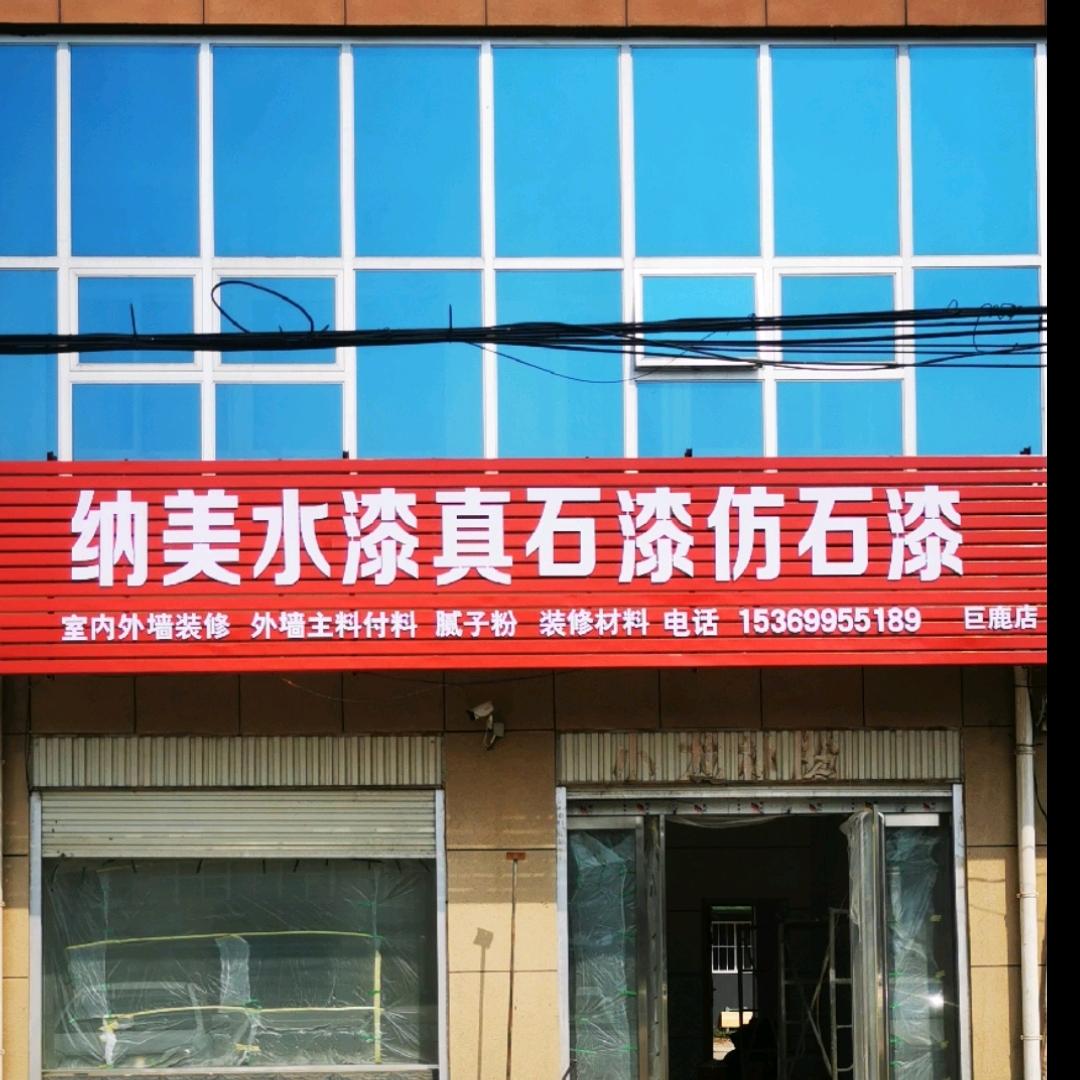 纳美水漆真石漆仿石漆
室内外墙装修 外墙主料付料 腻子粉 装修材料 电话 15369955189 巨鹿店